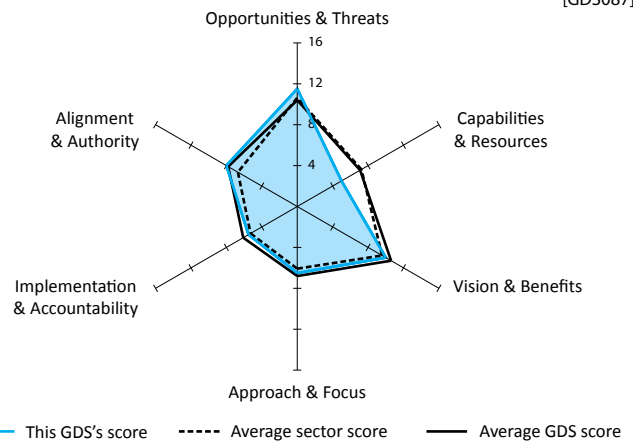 [GDS087]
Opportunities & Threats
16
12
8
4
Alignment
& Authority
Capabilities
& Resources
Implementation
& Accountability
Vision & Benefits
Approach & Focus
This GDS's score
Average sector score
Average GDS score